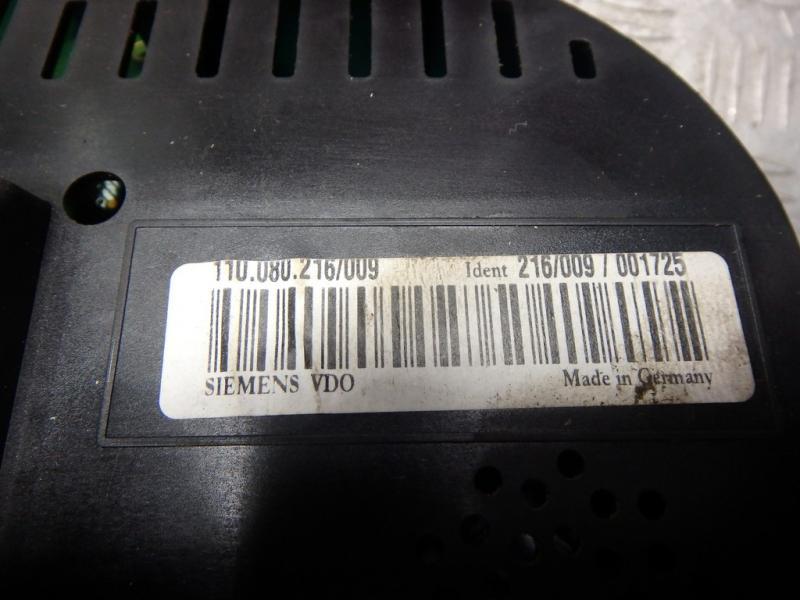 110.080.216/009 Ident 216/009 / 001725
SIEMENS VDO Made in Germany